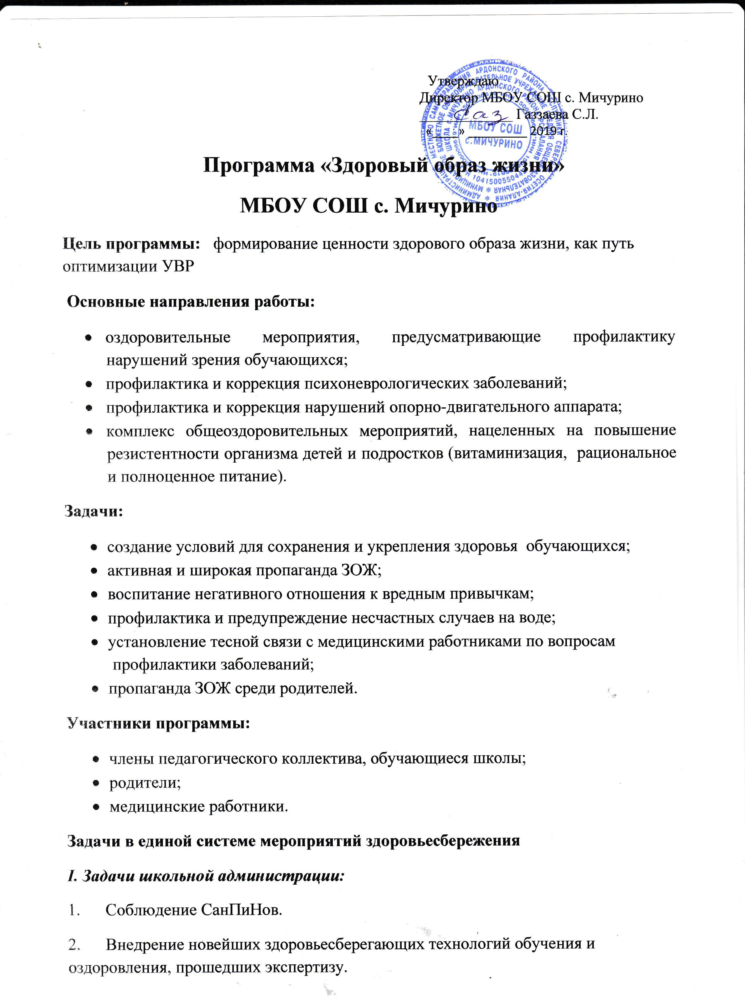 Утверждаю
Директор МБОУ СОШ с. Мичурино
Газзаева С.Л.
«____» _________ 2019 г.
МБОУ СОШ
с.МИЧУРИНО
Программа «Здоровый образ жизни»
МБОУ СОШ с. Мичурино
Цель программы: формирование ценности здорового образа жизни, как путь
оптимизации УВР
Основные направления работы:
• оздоровительные мероприятия, предусматривающие профилактику
нарушений зрения обучающихся;
• профилактика и коррекция психоневрологических заболеваний;
• профилактика и коррекция нарушений опорно-двигательного аппарата;
• комплекс общеоздоровительных мероприятий, нацеленных на повышение
резистентности организма детей и подростков (витаминизация, рациональное
и полноценное питание).
Задачи:
• создание условий для сохранения и укрепления здоровья обучающихся;
• активная и широкая пропаганда ЗОЖ;
• воспитание негативного отношения к вредным привычкам;
• профилактика и предупреждение несчастных случаев на воде;
• установление тесной связи с медицинскими работниками по вопросам
профилактики заболеваний;
• пропаганда ЗОЖ среди родителей.
Участники программы:
• члены педагогического коллектива, обучающиеся школы;
• родители;
• медицинские работники.
Задачи в единой системе мероприятий здоровьесбережения
I. Задачи школьной администрации:
1. Соблюдение СанПиНов.
2. Внедрение новейших здоровьесберегающих технологий обучения и
оздоровления, прошедших экспертизу.